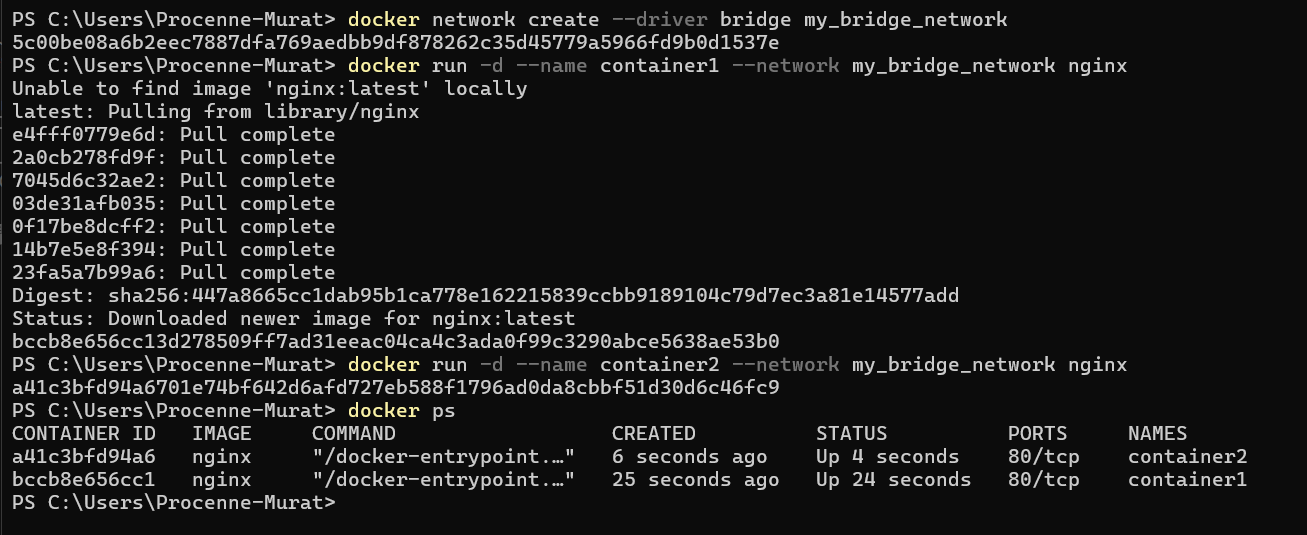 PS C:\Users\Procenne-Murat> docker network create --driver bridge my_bridge_network
5c00be08a6b2eec7887dfa769aedbb9df878262c35d45779a5966fd9b0d1537e
PS C:\Users\Procenne-Murat> docker run -d --name container1 --network my_bridge_network nginx
Unable to find image 'nginx:latest' locally
latest: Pulling from library/nginx
e4fff0779e6d: Pull complete
2a0cb278fd9f: Pull complete
7045d6c32ae2: Pull complete
03de31afb035: Pull complete
0f17be8dcff2: Pull complete
14b7e5e8f394: Pull complete
23fa5a7b99a6: Pull complete
Digest: sha256:447a8665cc1dab95b1ca778e162215839ccbb9189104c79d7ec3a81e14577add
Status: Downloaded newer image for nginx:latest
bccb8e656cc13d278509ff7ad31eeac04ca4c3ada0f99c3290abce5638ae53b0
PS C:\Users\Procenne-Murat> docker run -d --name container2 --network my_bridge_network nginx
a41c3bfd94a6701e74bf642d6afd727eb588f1796ad0da8cbbf51d30d6c46fc9
PS C:\Users\Procenne-Murat> docker ps
CONTAINER ID   IMAGE     COMMAND                  CREATED          STATUS          PORTS     NAMES
a41c3bfd94a6   nginx     "/docker-entrypoint.…"   6 seconds ago    Up 4 seconds    80/tcp    container2
bccb8e656cc1   nginx     "/docker-entrypoint.…"   25 seconds ago   Up 24 seconds   80/tcp    container1
PS C:\Users\Procenne-Murat>